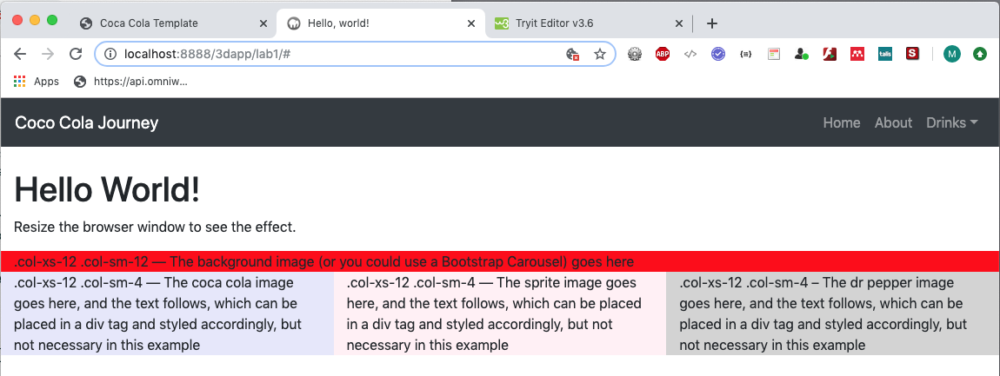 Coca Cola Template
Hello, world!
Tryit Editor v3.6
localhost:8888/3dapp/lab1/#
ABP
talis
S
M
Apps
https://api.omniw...
Coco Cola Journey
Home About Drinks
Hello World!
Resize the browser window to see the effect.
.col-xs-12 .col-sm-12 — The background image (or you could use a Bootstrap Carousel) goes here
.col-xs-12 .col-sm-4 — The coca cola image
goes here, and the text follows, which can be
placed in a div tag and styled accordingly, but
not necessary in this example
.col-xs-12 .col-sm-4 — The sprite image goes
here, and the text follows, which can be placed
in a div tag and styled accordingly, but not
necessary in this example
.col-xs-12 .col-sm-4 – The dr pepper image
goes here, and the text follows, which can be
placed in a div tag and styled accordingly, but
not necessary in this example